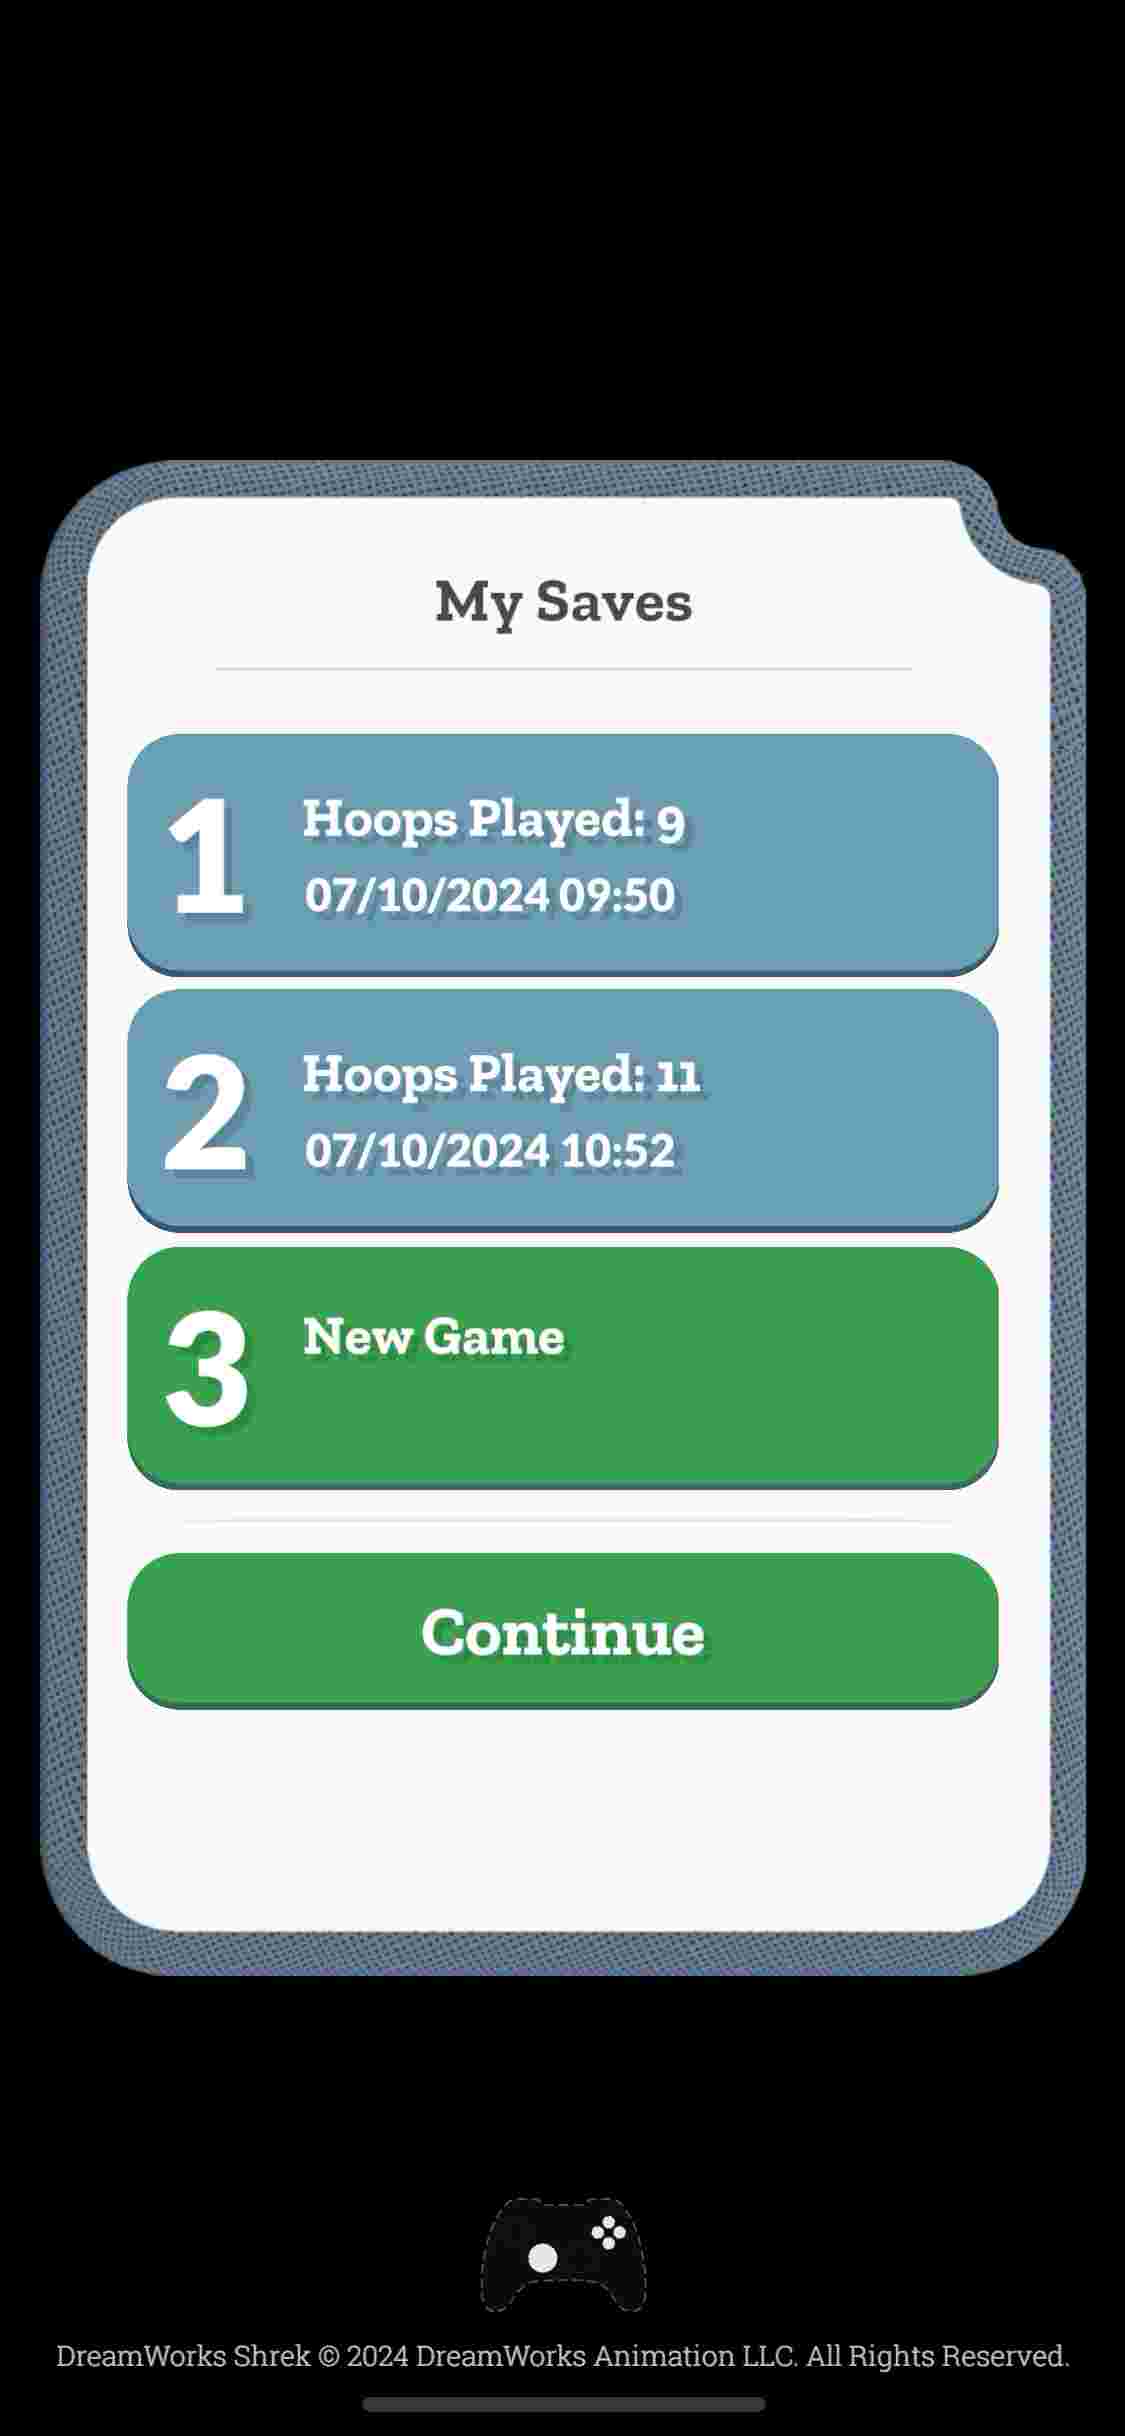 My Saves
1
Hoops Played: 9
07/10/2024 09:50
2
Hoops Played: 11
07/10/2024 10:52
3
New Game
Continue
DreamWorks Shrek © 2024 DreamWorks Animation LLC. All Rights Reserved.